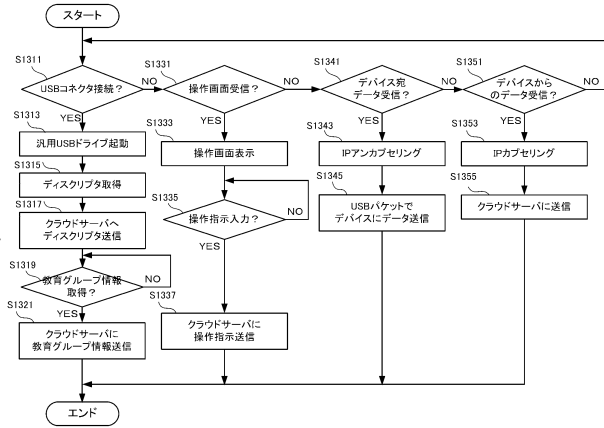 スタート
S1311
USBコネクタ接続？
NO
YES
S1313
汎用USBドライブ起動
S1315
ディスクリプタ取得
S1317
クラウドサーバへ
ディスクリプタ送信
S1319
教育グループ情報
取得？
NO
YES
S1321
クラウドサーバに
教育グループ情報送信
エンド
S1331
操作画面受信？
NO
YES
S1333
操作画面表示
S1335
操作指示入力？
NO
YES
S1337
クラウドサーバに
操作指示送信
S1341
デバイス宛
データ受信？
NO
YES
S1343
IPアンカプセリング
S1345
USBパケットで
デバイスにデータ送信
S1351
デバイスから
のデータ受信？
NO
YES
S1353
IPカプセリング
S1355
クラウドサーバに送信